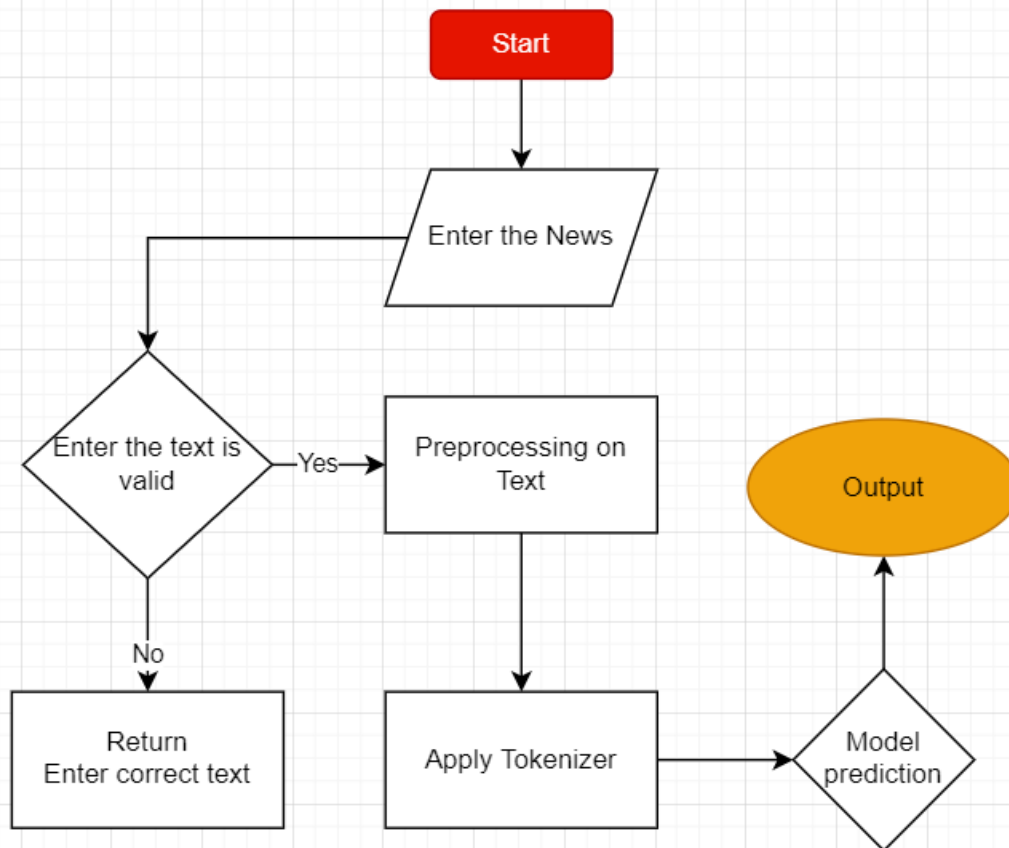 Start
Enter the News
Enter the text is
valid
Yes
Preprocessing on
Text
Output
No
Return
Enter correct text
Apply Tokenizer
Model
prediction